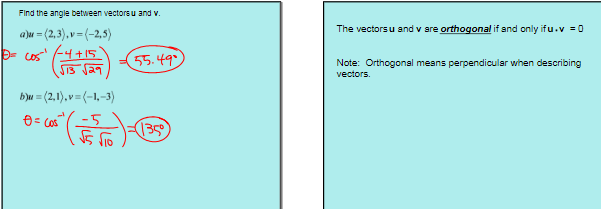 Find the angle between vectors u and v.
a)u = ⟨2,3⟩, v = ⟨-2,5⟩
θ = cos⁻¹ (-4 + 15 / √13 √29) = 55.49°
b)u = ⟨2,1⟩, v = ⟨-1,-3⟩
θ = cos⁻¹ (-5 / √5 √10) = 135°
The vectors u and v are orthogonal if and only if u • v = 0
Note: Orthogonal means perpendicular when describing
vectors.